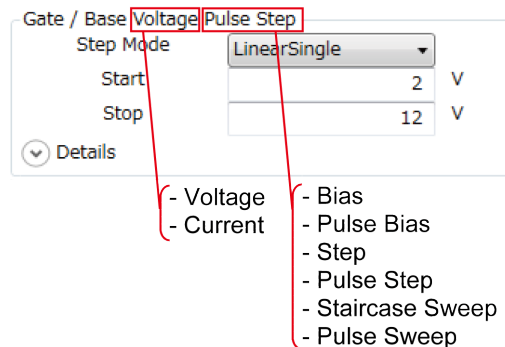 Gate / Base Voltage Pulse Step
Step Mode LinearSingle
Start 2 V
Stop 12 V
Details
- Voltage
- Current
- Bias
- Pulse Bias
- Step
- Pulse Step
- Staircase Sweep
- Pulse Sweep